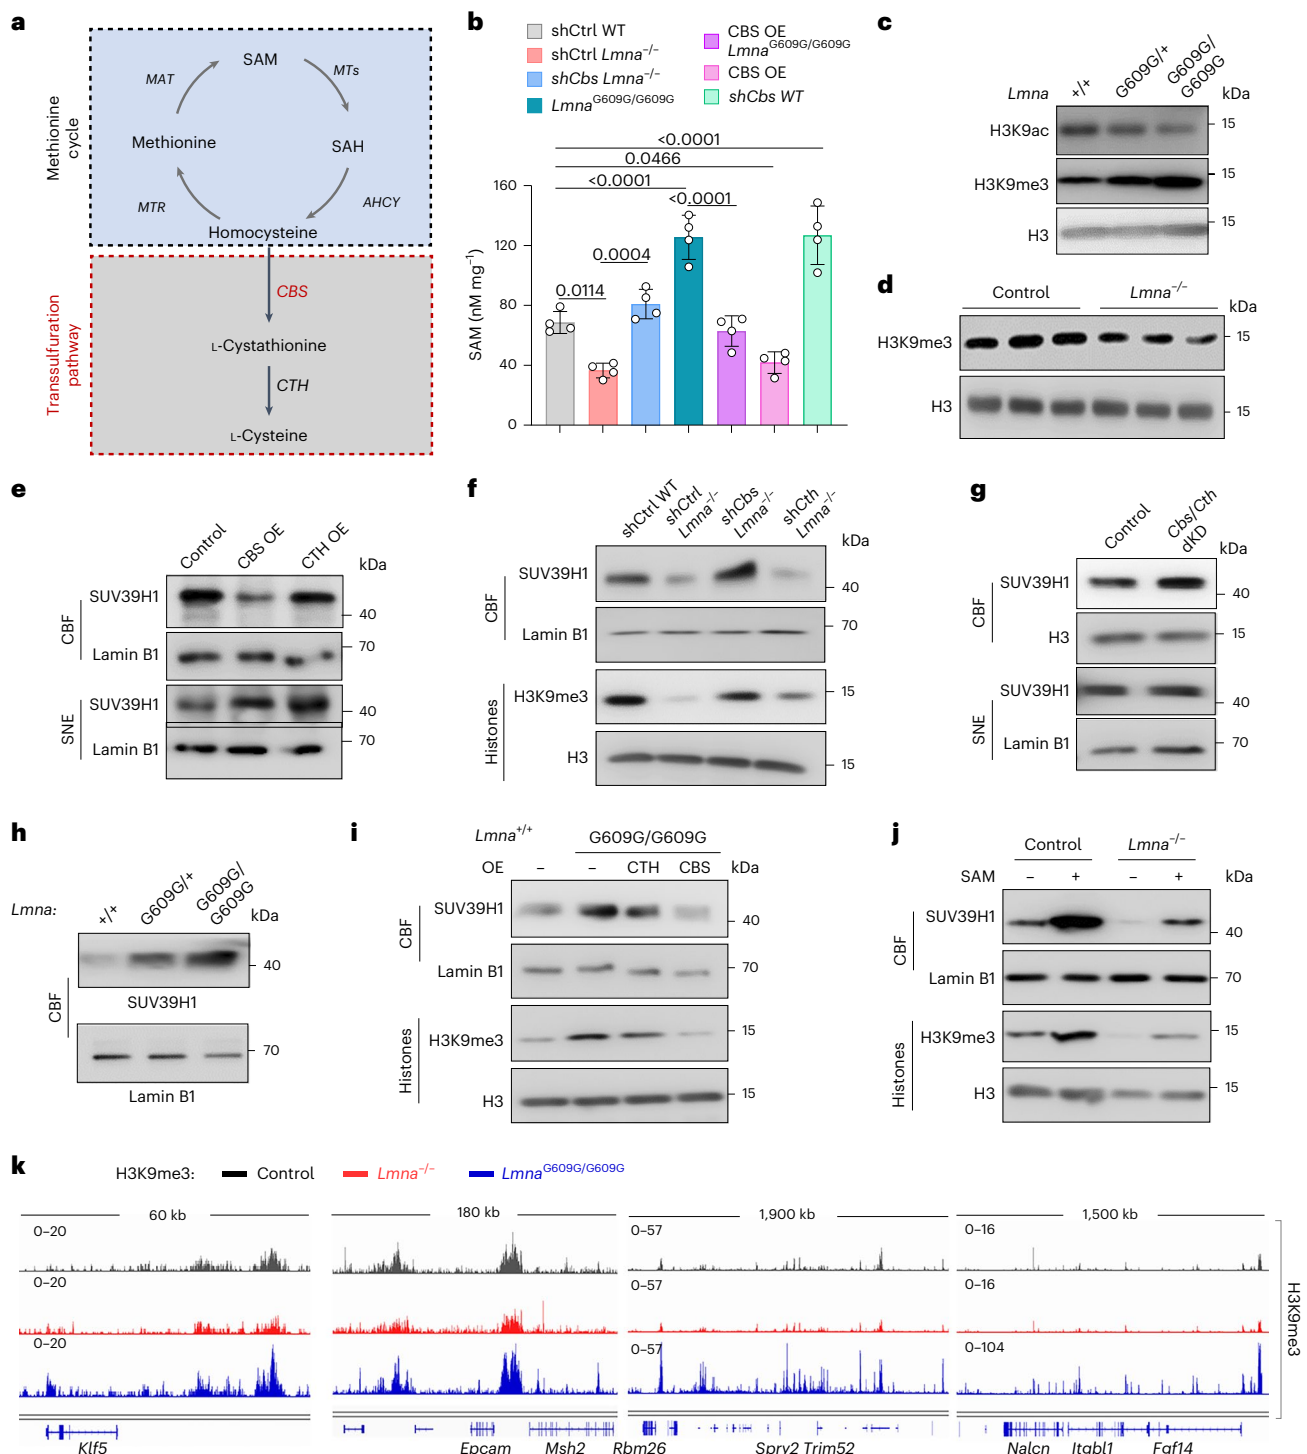 a
Methionine cycle
SAM
MAT
MTs
Methionine
SAH
MTR
AHCY
Homocysteine
Transsulfuration pathway
CBS
L-Cystathionine
CTH
L-Cysteine
b
shCtrl WT
shCtrl Lmna−/−
shCbs Lmna−/−
LmnaG609G/G609G
CBS OE LmnaG609G/G609G
CBS OE
shCbs WT
<0.0001
0.0466
<0.0001
<0.0001
0.0004
0.0114
SAM (nM mg−1)
160
120
80
40
0
c
Lmna +/+ G609G/+ G609G/G609G
kDa
H3K9ac 15
H3K9me3 15
H3 15
d
Control Lmna−/−
kDa
H3K9me3 15
H3 15
e
Control CBS OE CTH OE
kDa
CBF
SUV39H1 40
Lamin B1 70
SNE
SUV39H1 40
Lamin B1 70
f
shCtrl WT shCtrl Lmna−/− shCbs Lmna−/− shCth Lmna−/−
kDa
CBF
SUV39H1 40
Lamin B1 70
Histones
H3K9me3 15
H3 15
g
Control Cbs/Cth dKD
kDa
CBF
SUV39H1 40
H3 15
SNE
SUV39H1 40
Lamin B1 70
h
Lmna: +/+ G609G/+ G609G/G609G
kDa
CBF
40
SUV39H1
70
Lamin B1
i
Lmna+/+ G609G/G609G
OE – – CTH CBS kDa
CBF
SUV39H1 40
Lamin B1 70
Histones
H3K9me3 15
H3 15
j
Control Lmna−/−
SAM – + – + kDa
CBF
SUV39H1 40
Lamin B1 70
Histones
H3K9me3 15
H3 15
k
H3K9me3: Control Lmna−/− LmnaG609G/G609G
60 kb 180 kb 1,900 kb 1,500 kb
0–20 0–57 0–16
0–20 0–57 0–16
0–20 0–57 0–104
H3K9me3
Klf5 Epcam Msh2 Rbm26 Spry2 Trim52 Nalcn Itgbl1 Fgf14